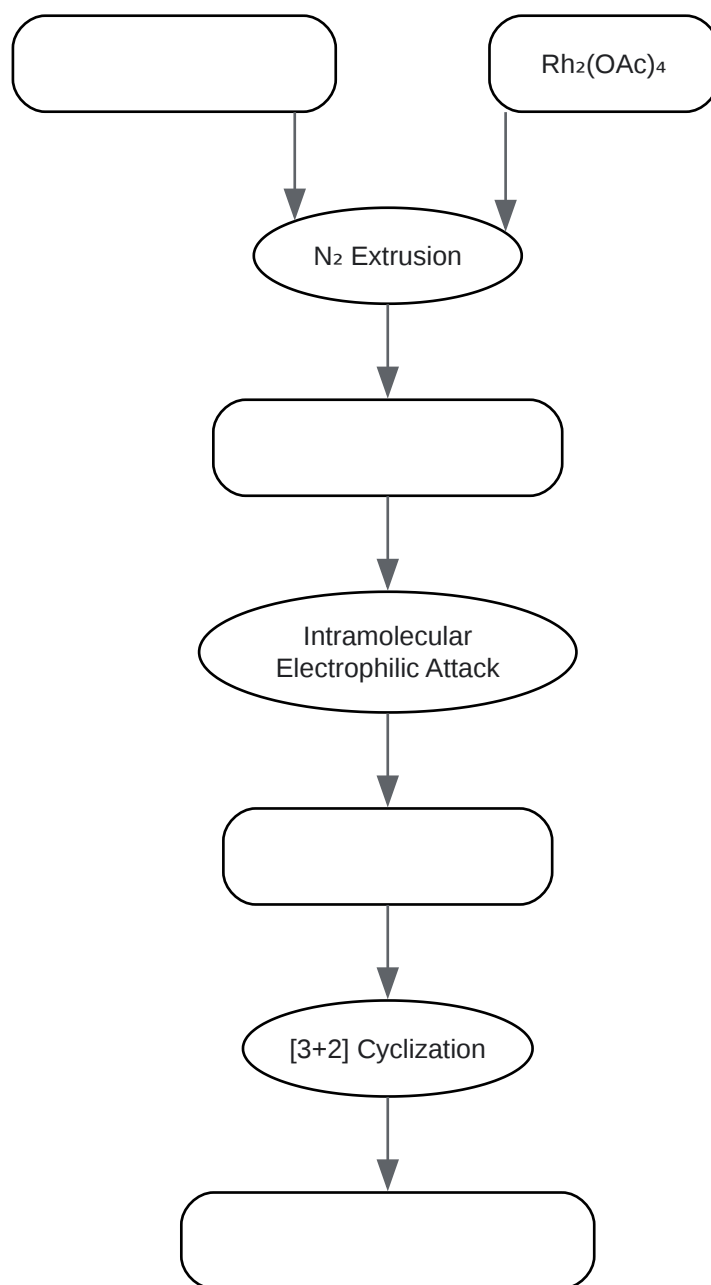 Rh₂(OAc)₄
N₂ Extrusion
Intramolecular
Electrophilic Attack
[3+2] Cyclization